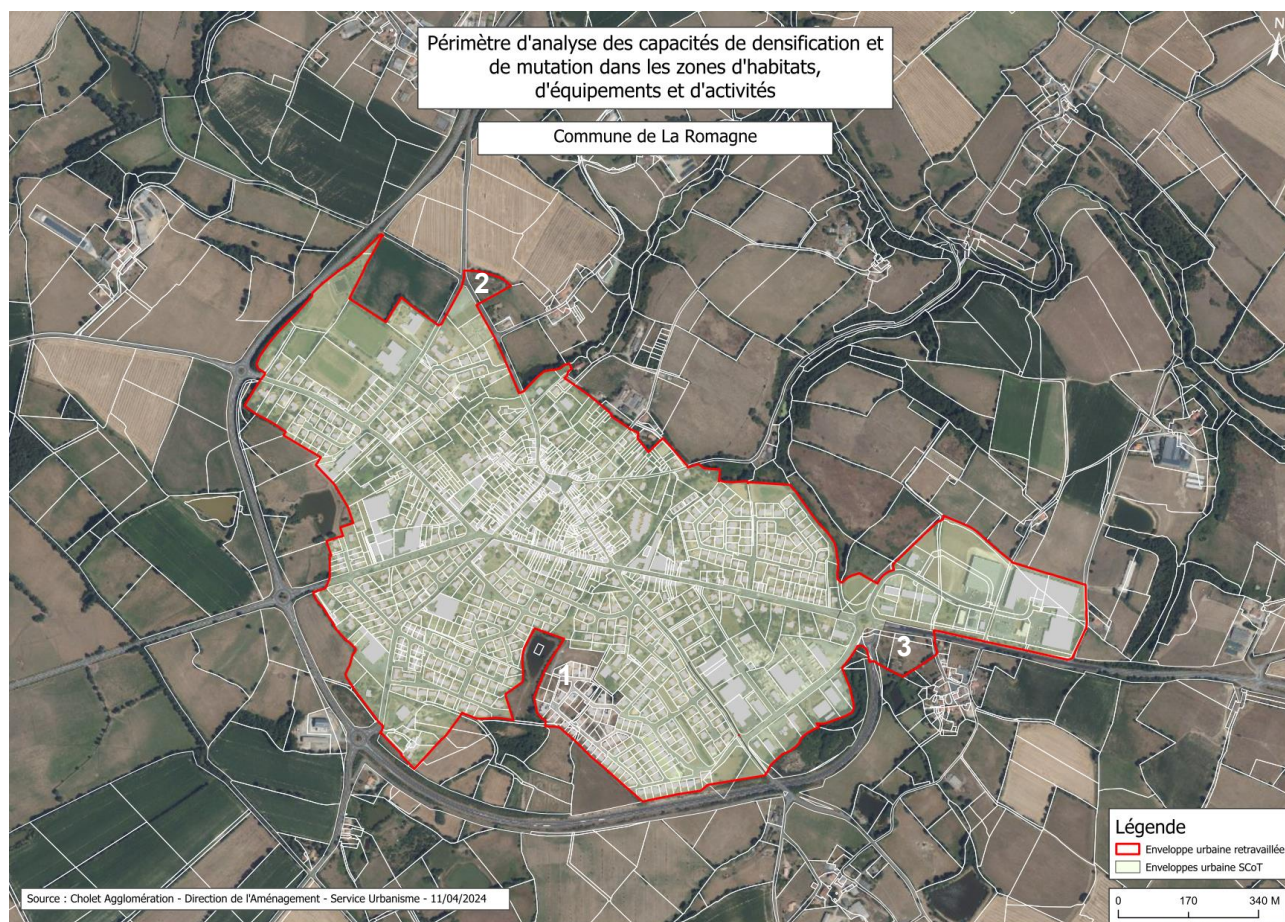 Périmètre d'analyse des capacités de densification et
de mutation dans les zones d'habitats,
d'équipements et d'activités
Commune de La Romagne
N
2
1
3
Légende
Enveloppe urbaine retravaillée
Enveloppes urbaine SCoT
Source : Cholet Agglomération - Direction de l'Aménagement - Service Urbanisme - 11/04/2024
0 170 340 M